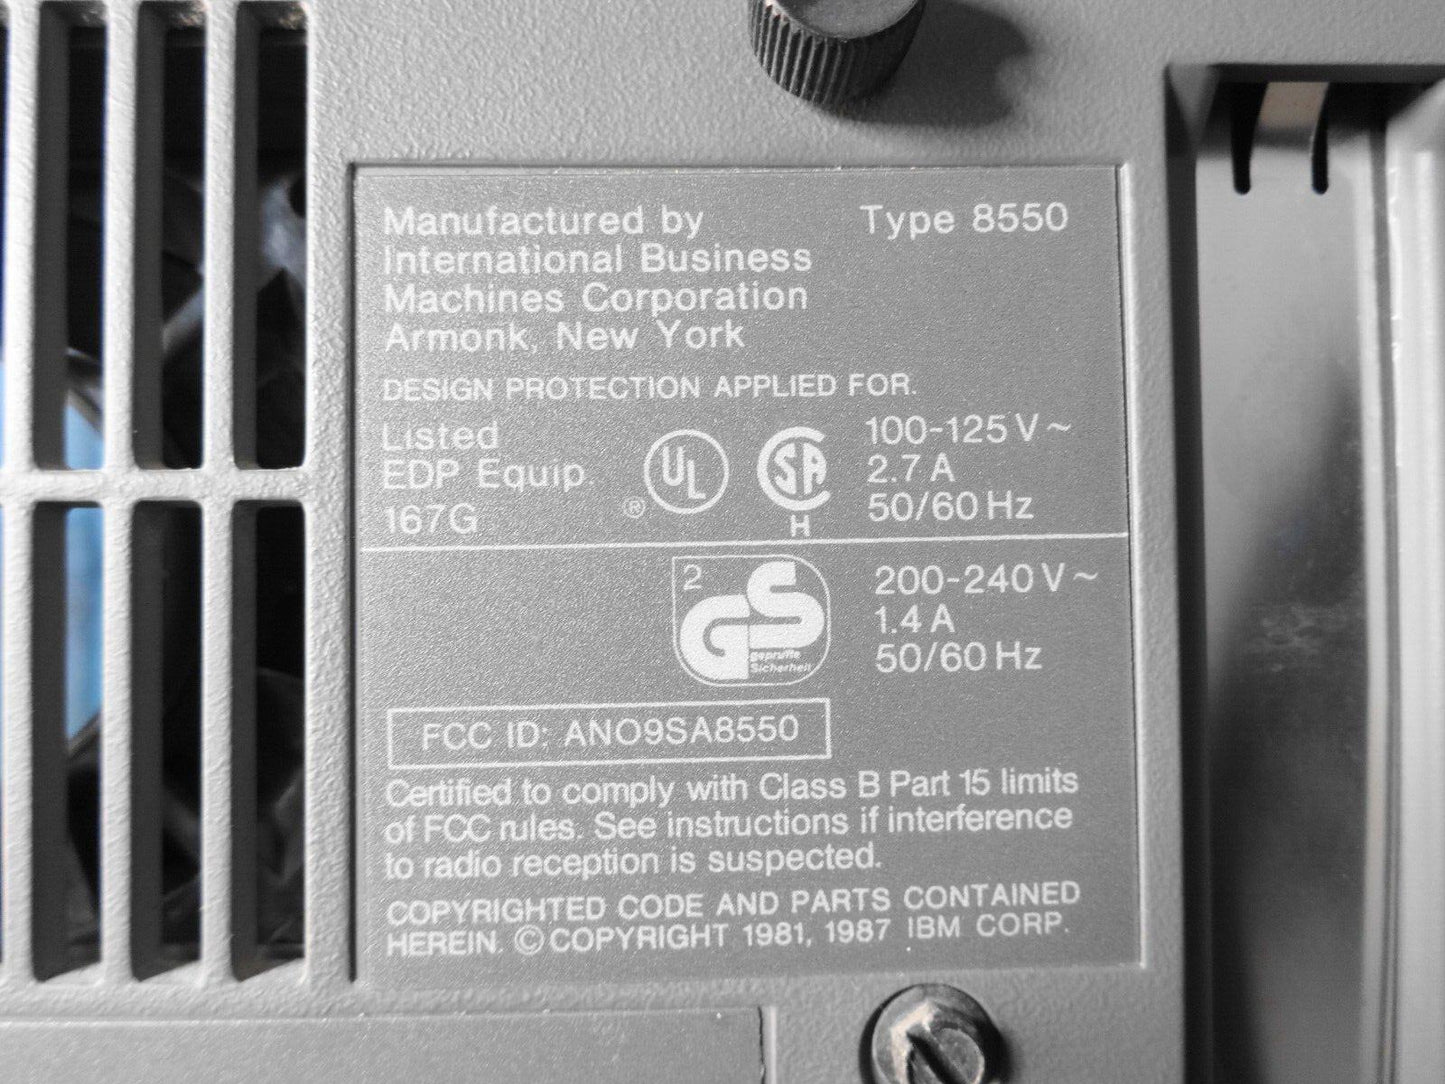 Manufactured by Type 8550
International Business
Machines Corporation
Armonk, New York
DESIGN PROTECTION APPLIED FOR.
Listed
EDP Equip.
167G
® UL
SA
H
100-125 V ~
2.7 A
50/60 Hz
2
GS
geprüfte
Sicherheit
200-240 V ~
1.4 A
50/60 Hz
FCC ID: ANO9SA8550
Certified to comply with Class B Part 15 limits
of FCC rules. See instructions if interference
to radio reception is suspected.
COPYRIGHTED CODE AND PARTS CONTAINED
HEREIN. © COPYRIGHT 1981, 1987 IBM CORP.